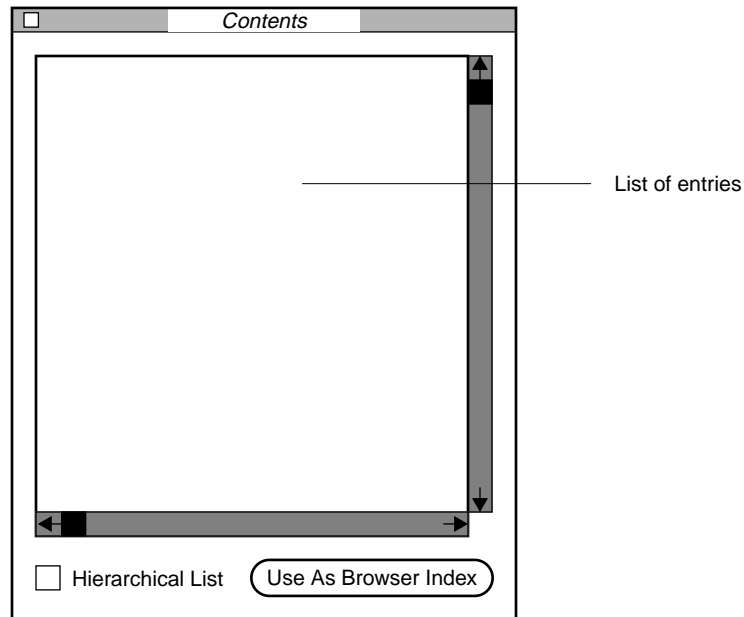 Contents
List of entries
Hierarchical List
Use As Browser Index